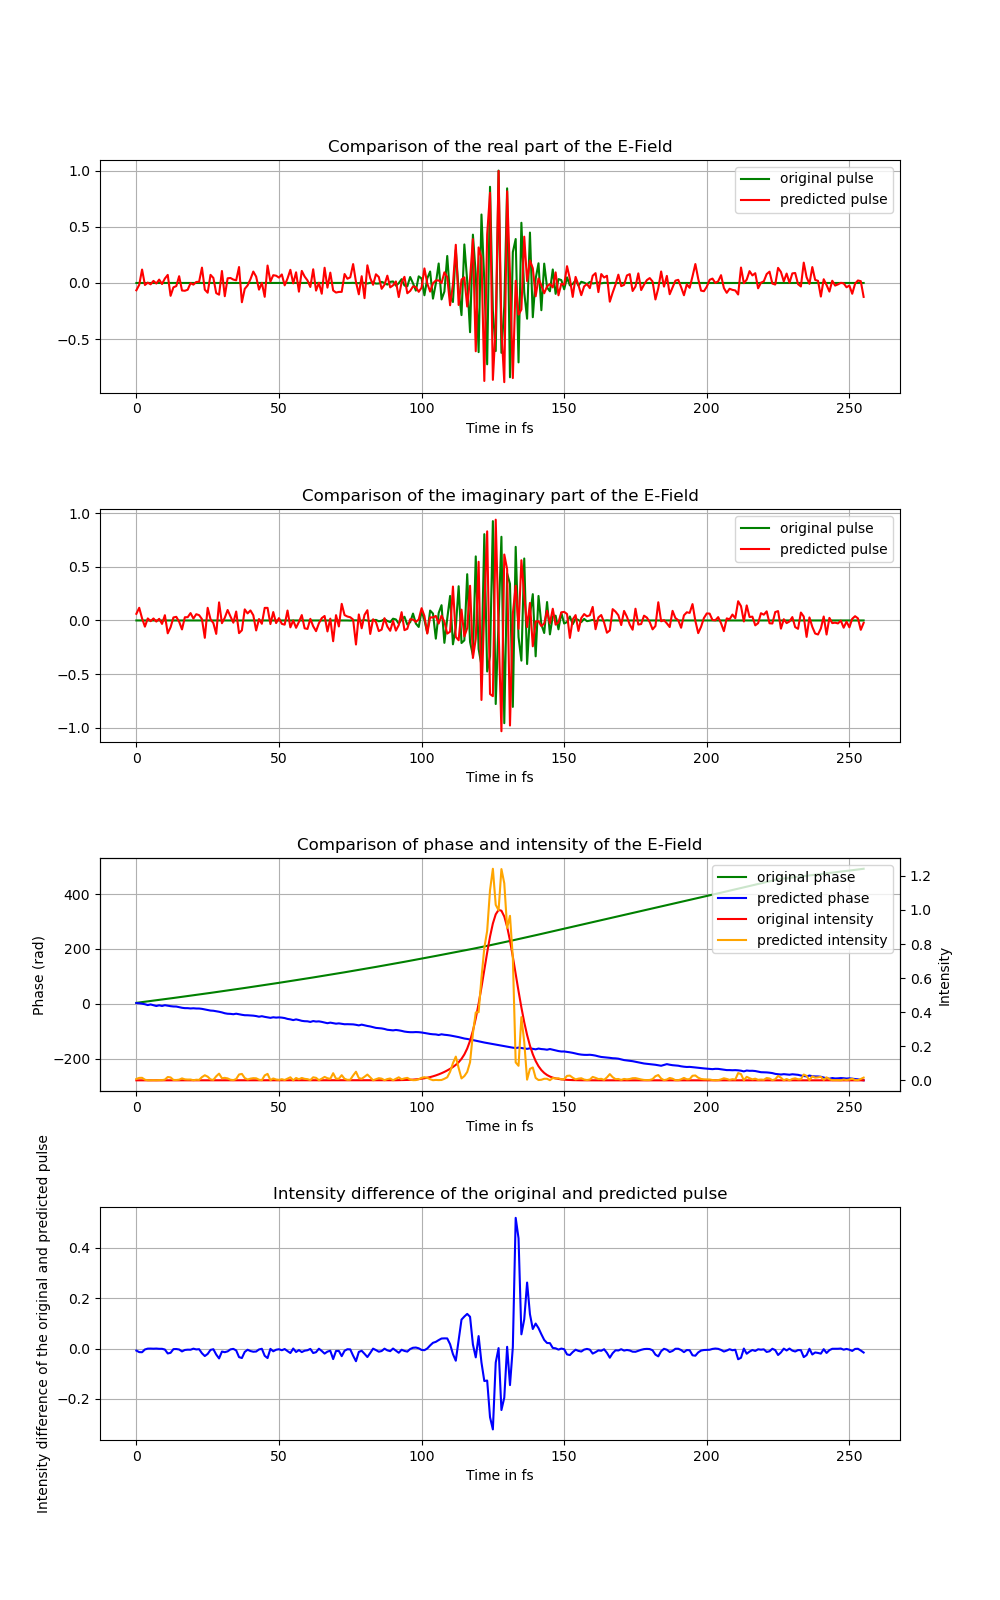 Comparison of the real part of the E-Field
1.0
0.5
0.0
−0.5
original pulse
predicted pulse
0 50 100 150 200 250
Time in fs
Comparison of the imaginary part of the E-Field
1.0
0.5
0.0
−0.5
−1.0
original pulse
predicted pulse
0 50 100 150 200 250
Time in fs
Comparison of phase and intensity of the E-Field
Phase (rad)
400
200
0
−200
original phase
predicted phase
original intensity
predicted intensity
1.2
1.0
0.8
0.6
0.4
0.2
0.0
Intensity
0 50 100 150 200 250
Time in fs
Intensity difference of the original and predicted pulse
Intensity difference of the original and predicted pulse
0.4
0.2
0.0
−0.2
0 50 100 150 200 250
Time in fs